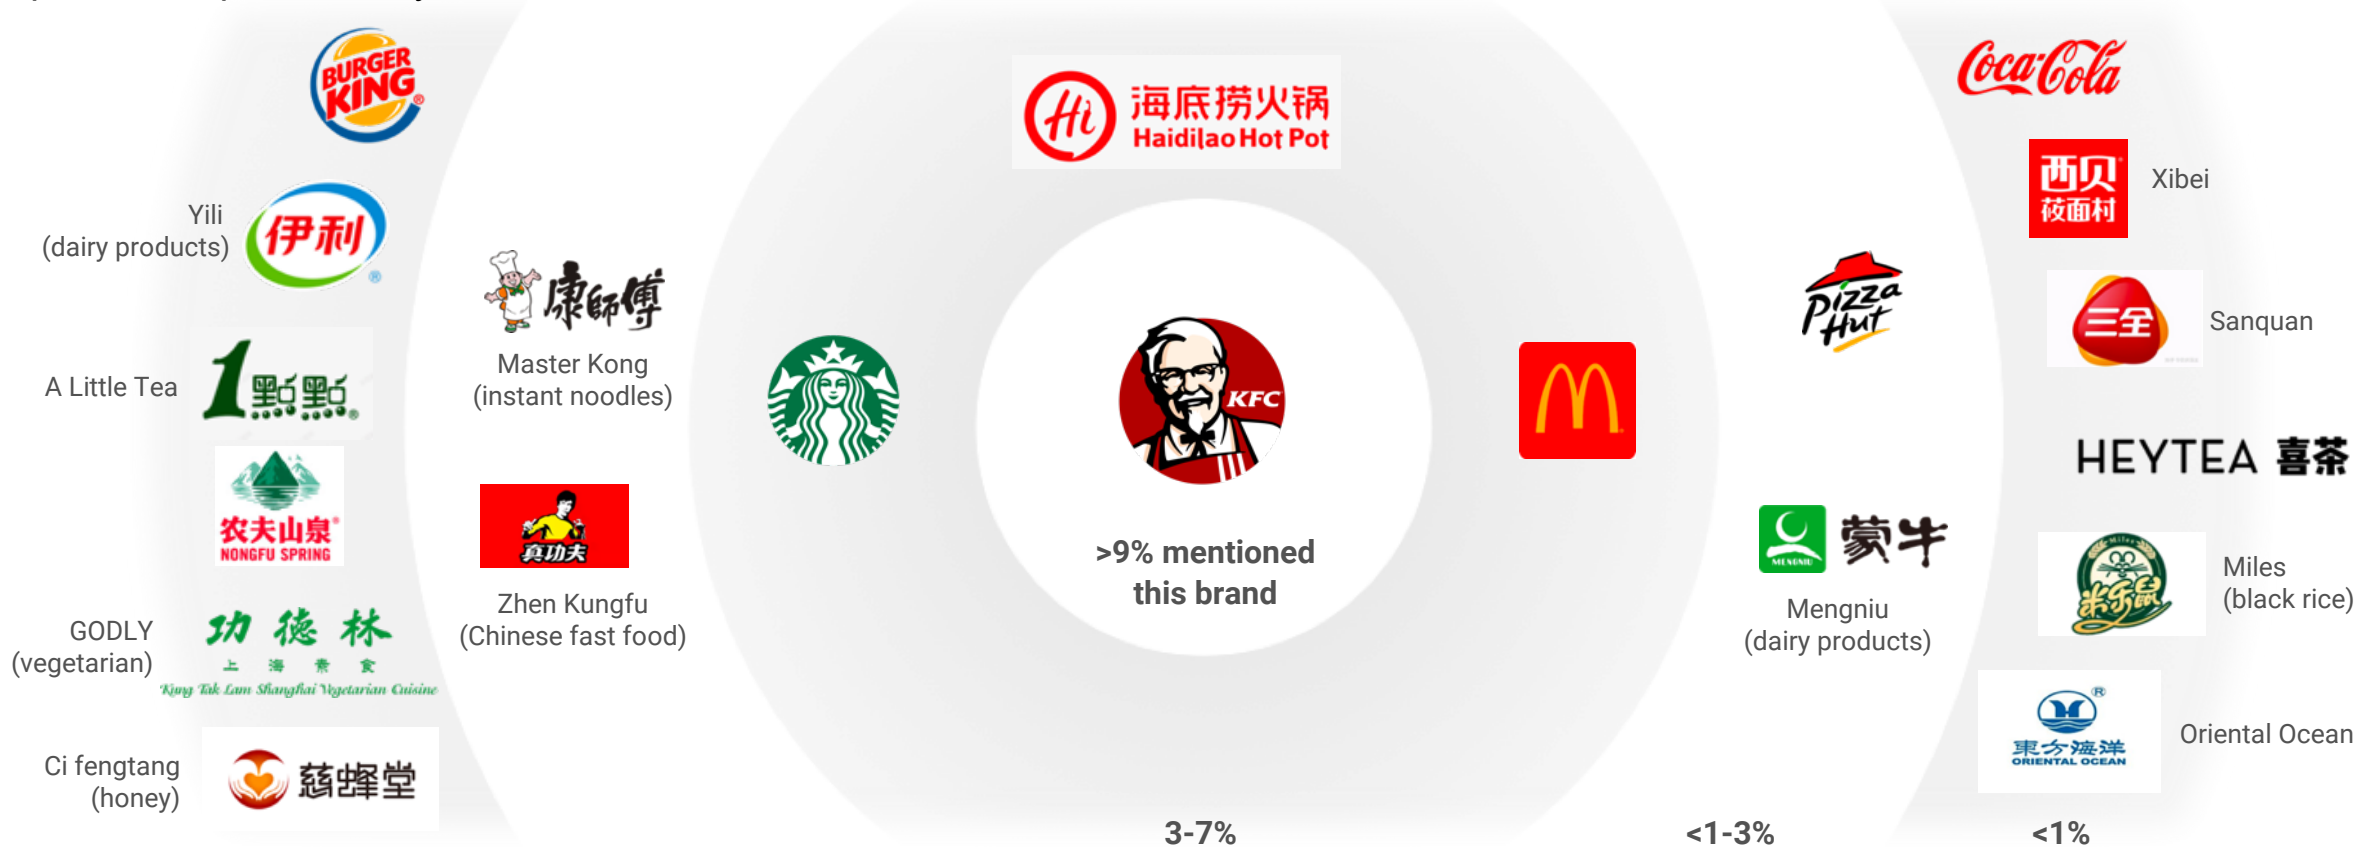 BURGER
KING®
Yili
(dairy products)
伊利
®
A Little Tea
1點點®
农夫山泉®
NONGFU SPRING
GODLY
(vegetarian)
功德林
上海素食
Kung Tak Lam Shanghai Vegetarian Cuisine
Ci fengtang
(honey)
慈蜂堂
康師傅
Master Kong
(instant noodles)
真功夫
Zhen Kungfu
(Chinese fast food)
Hi
海底捞火锅
Haidilao Hot Pot
KFC
>9% mentioned
this brand
3-7%
Pizza
Hut
MENGNIU
蒙牛
Mengniu
(dairy products)
<1-3%
Coca-Cola
西贝
莜面村
Xibei
三全
Sanquan
HEYTEA 喜茶
Miles
米乐鼠
Miles
(black rice)
®
東方海洋
ORIENTAL OCEAN
Oriental Ocean
<1%